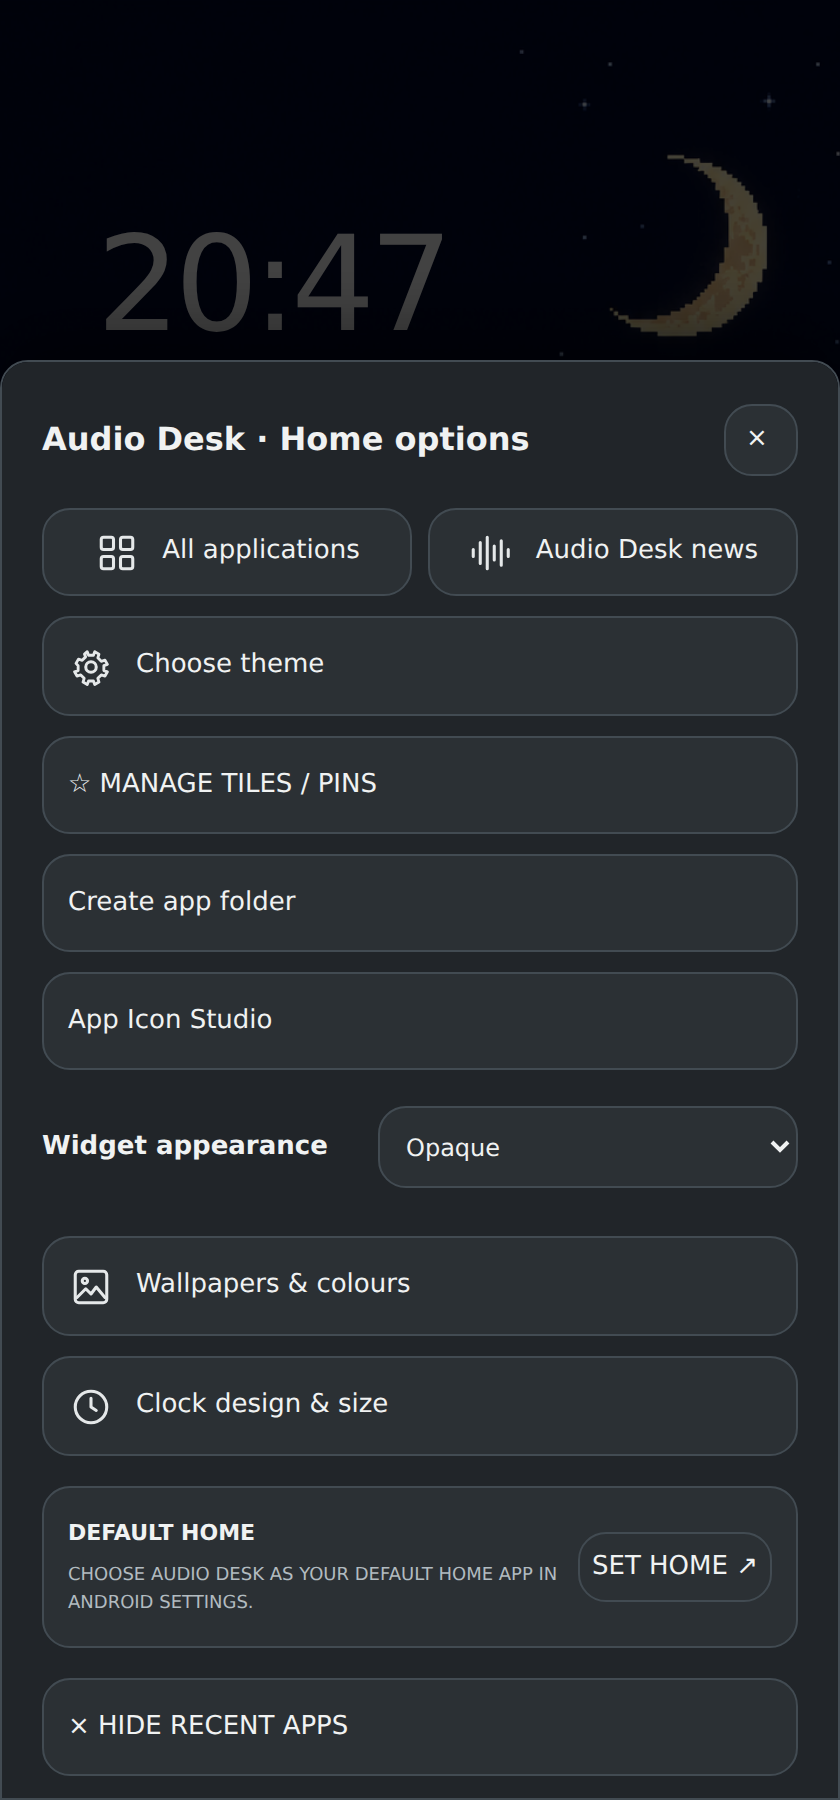 20:47
Audio Desk · Home options
×
All applications
Audio Desk news
Choose theme
☆ MANAGE TILES / PINS
Create app folder
App Icon Studio
Widget appearance
Opaque
Wallpapers & colours
Clock design & size
DEFAULT HOME
CHOOSE AUDIO DESK AS YOUR DEFAULT HOME APP IN
ANDROID SETTINGS.
SET HOME ↗
× HIDE RECENT APPS